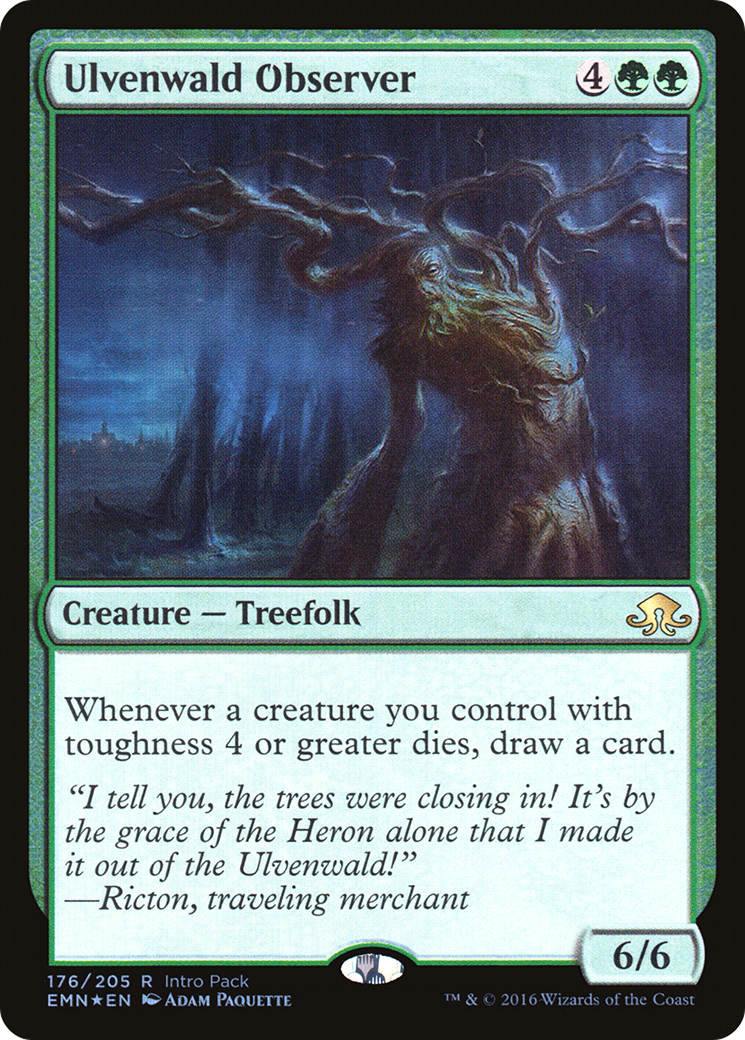 Ulvenwald Observer 4
Creature — Treefolk
Whenever a creature you control with
toughness 4 or greater dies, draw a card.
“I tell you, the trees were closing in! It’s by
the grace of the Heron alone that I made
it out of the Ulvenwald!”
—Ricton, traveling merchant
6/6
176/205 R Intro Pack
EMN★EN Adam Paquette
™ & © 2016 Wizards of the Coast